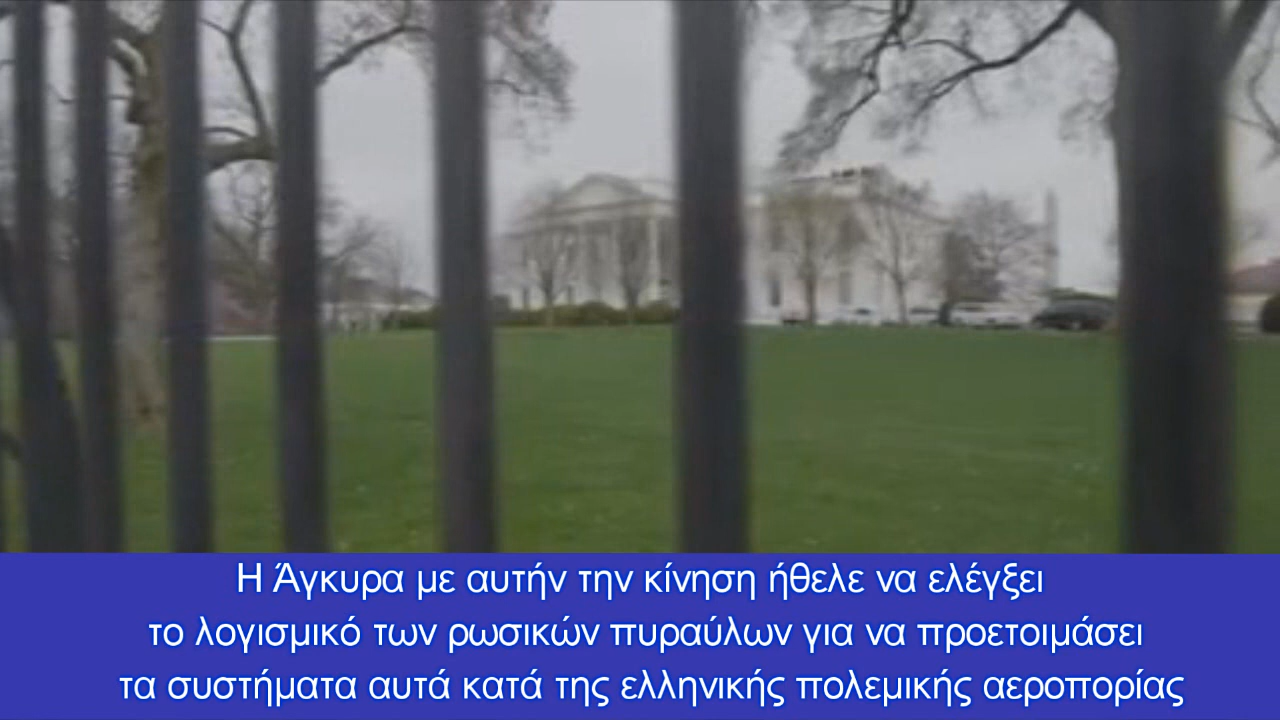 Η Άγκυρα με αυτήν την κίνηση ήθελε να ελέγξει
το λογισμικό των ρωσικών πυραύλων για να προετοιμάσει
τα συστήματα αυτά κατά της ελληνικής πολεμικής αεροπορίας